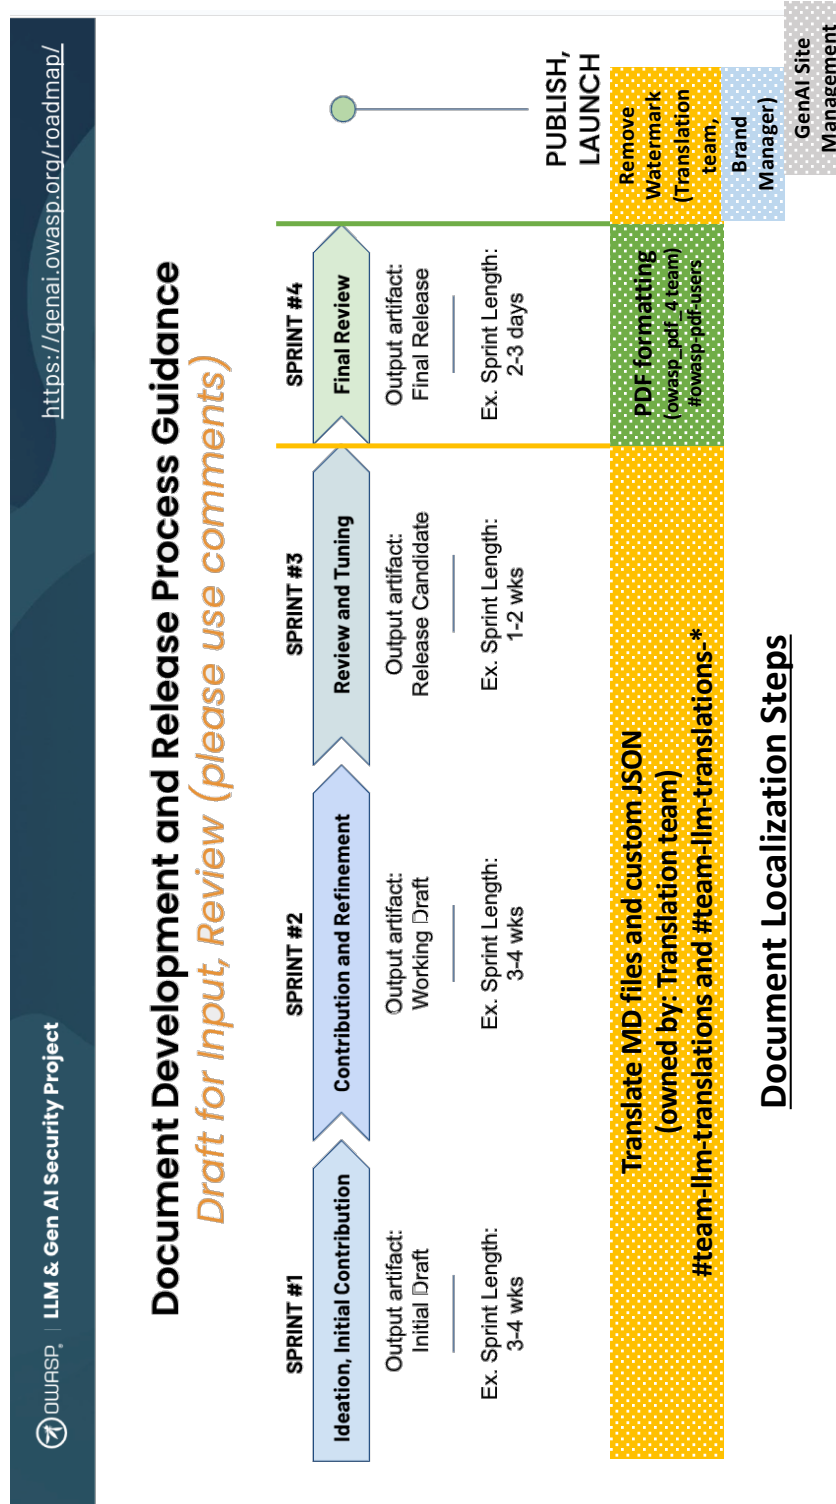 OWASP | LLM & Gen AI Security Project
https://genai.owasp.org/roadmap/
Document Development and Release Process Guidance
Draft for Input, Review (please use comments)
SPRINT #1
Ideation, Initial Contribution
Output artifact:
Initial Draft
Ex. Sprint Length:
3-4 wks
SPRINT #2
Contribution and Refinement
Output artifact:
Working Draft
Ex. Sprint Length:
3-4 wks
SPRINT #3
Review and Tuning
Output artifact:
Release Candidate
Ex. Sprint Length:
1-2 wks
SPRINT #4
Final Review
Output artifact:
Final Release
Ex. Sprint Length:
2-3 days
PUBLISH,
LAUNCH
Translate MD files and custom JSON
(owned by: Translation team)
#team-llm-translations and #team-llm-translations-*
PDF formatting
(owasp_pdf_4 team)
#owasp-pdf-users
Remove
Watermark
(Translation
team,
Brand
Manager)
GenAI Site
Management
Document Localization Steps